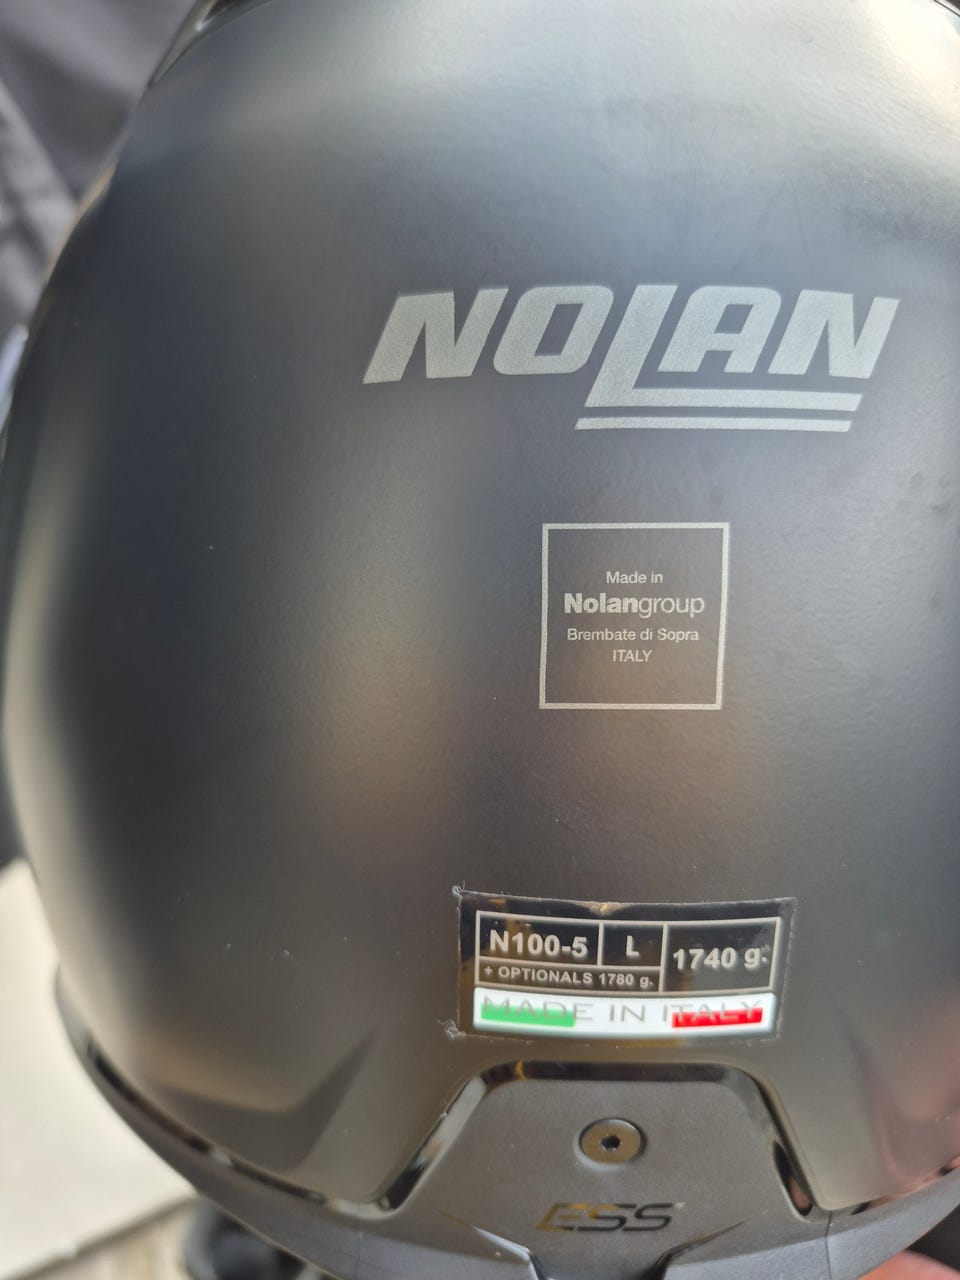 NOLAN
Made in
Nolangroup
Brembate di Sopra
ITALY
N100-5 L 1740 g.
+ OPTIONALS 1780 g.
MADE IN ITALY
ESS